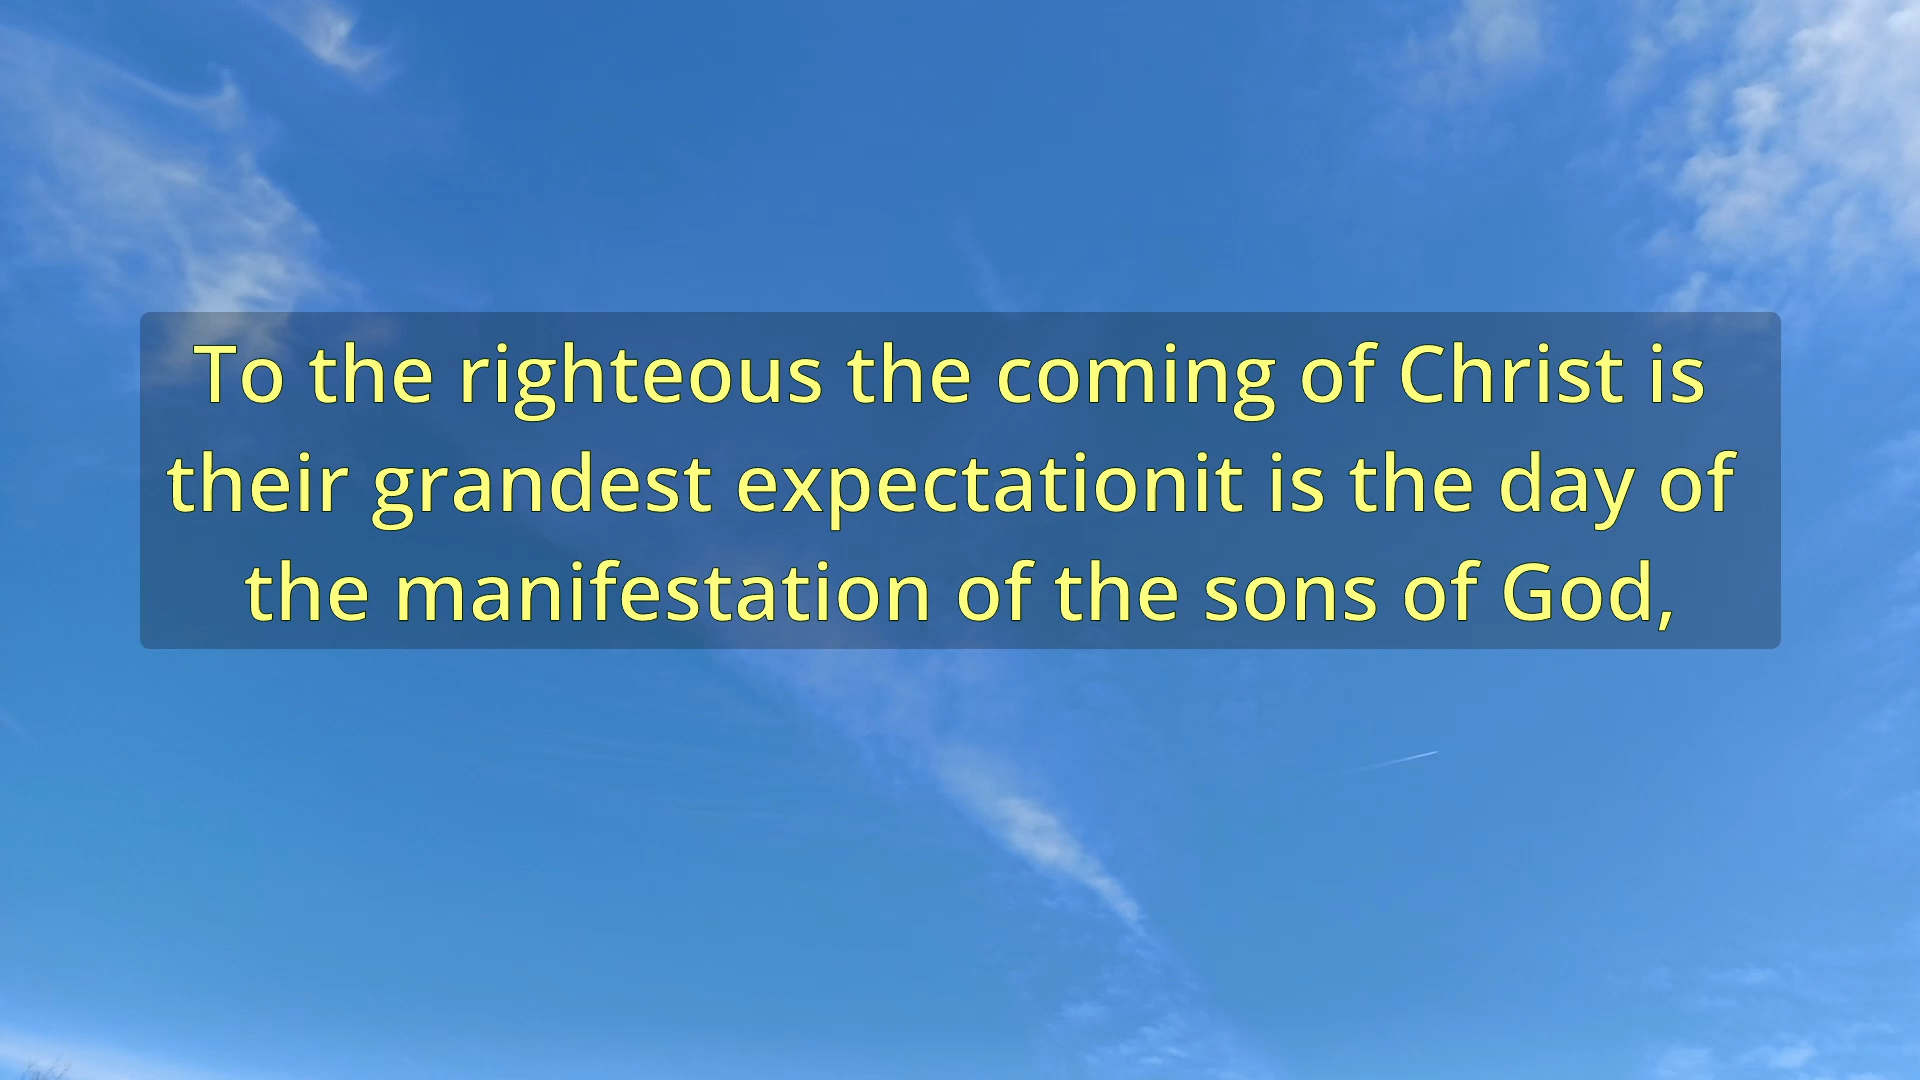 To the righteous the coming of Christ is
their grandest expectationit is the day of
the manifestation of the sons of God,